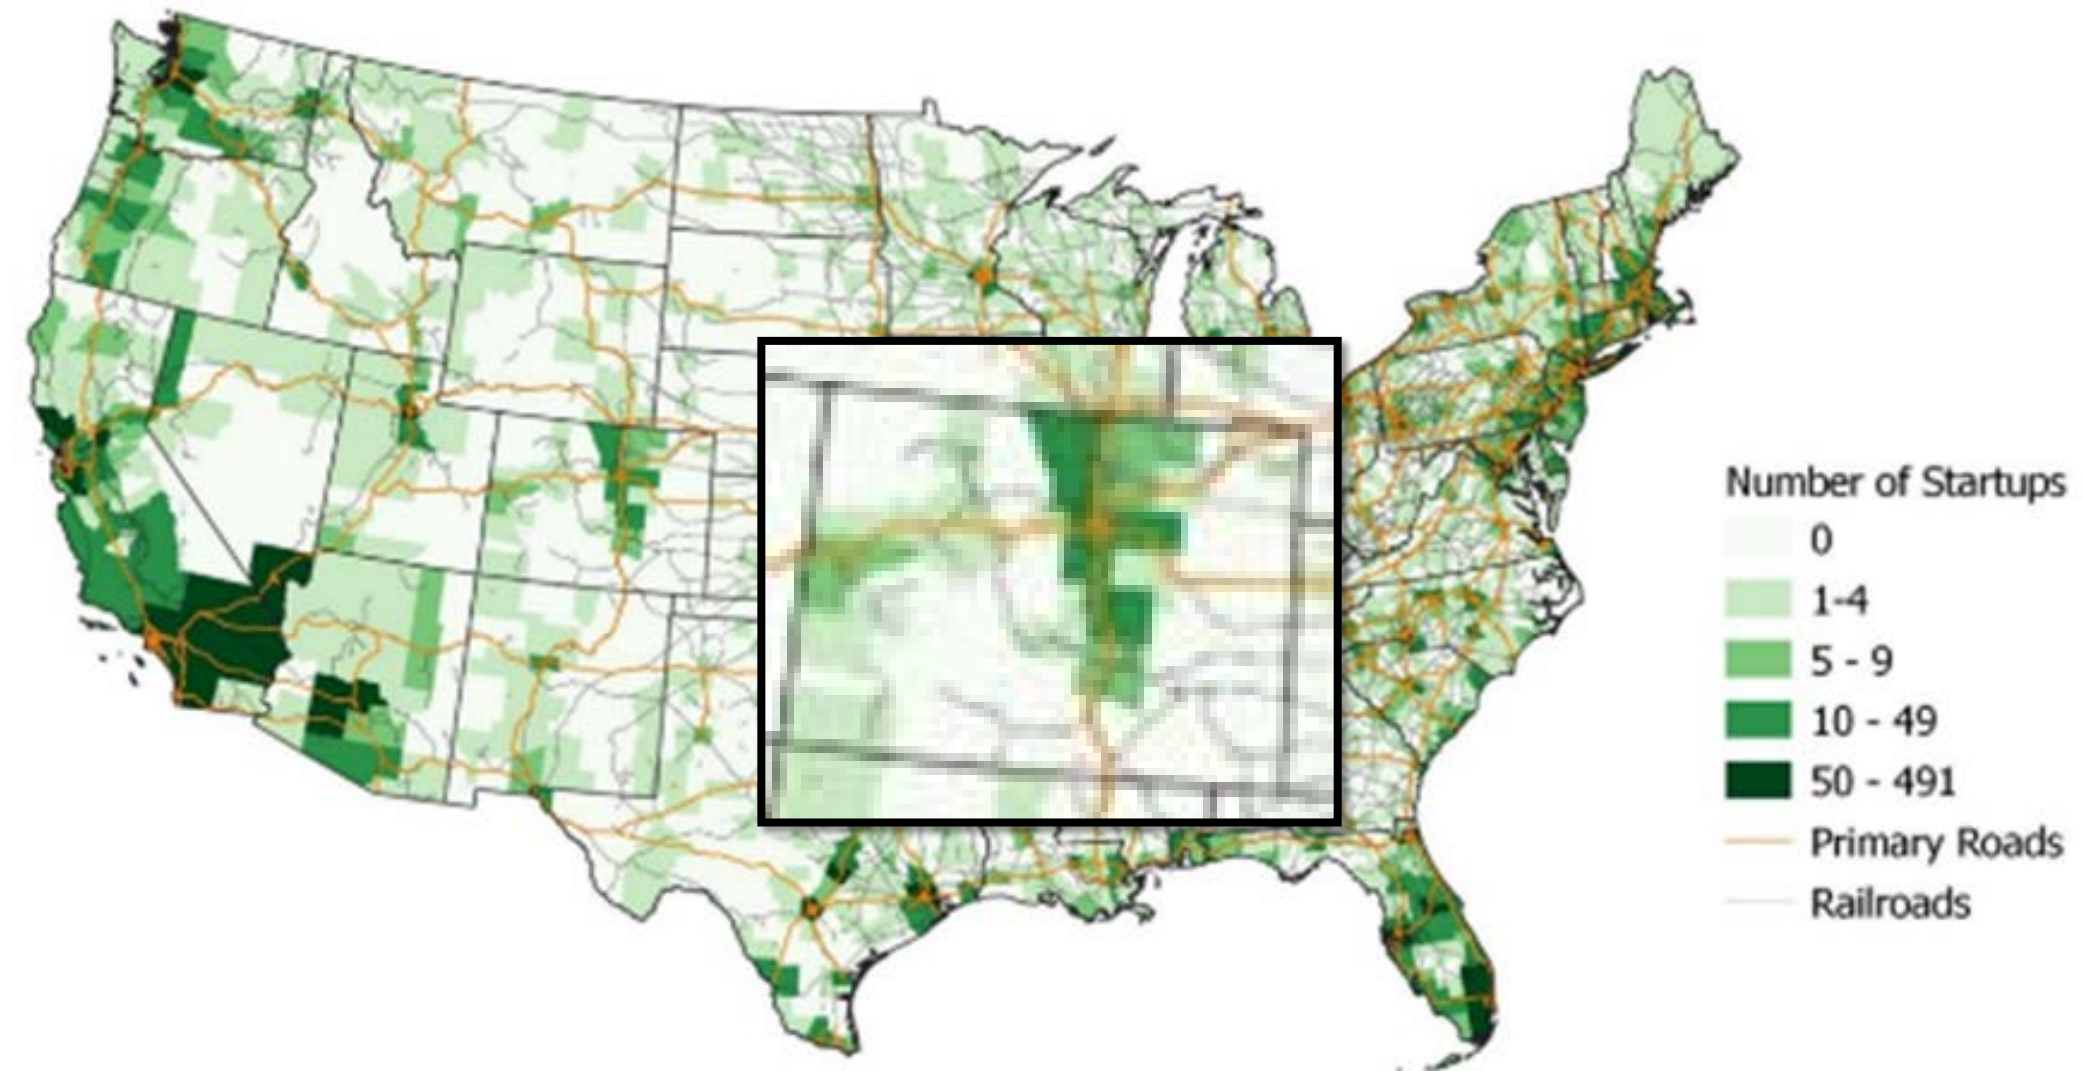 Number of Startups
0
1-4
5 - 9
10 - 49
50 - 491
Primary Roads
Railroads